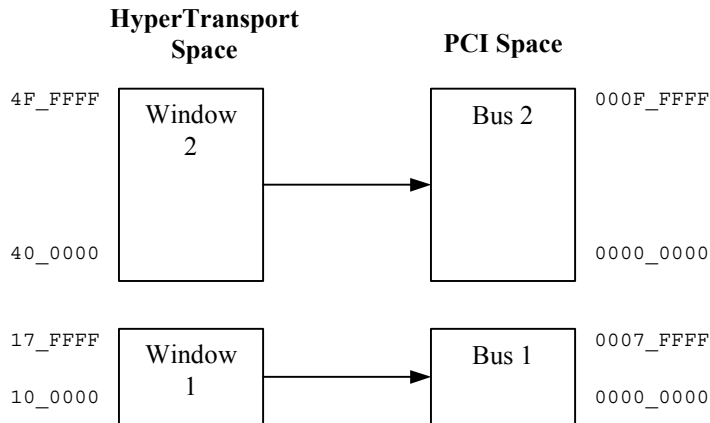 HyperTransport
Space
PCI Space
4F_FFFF
Window
2
Bus 2
000F_FFFF
40_0000
0000_0000
17_FFFF
Window
1
Bus 1
0007_FFFF
10_0000
0000_0000